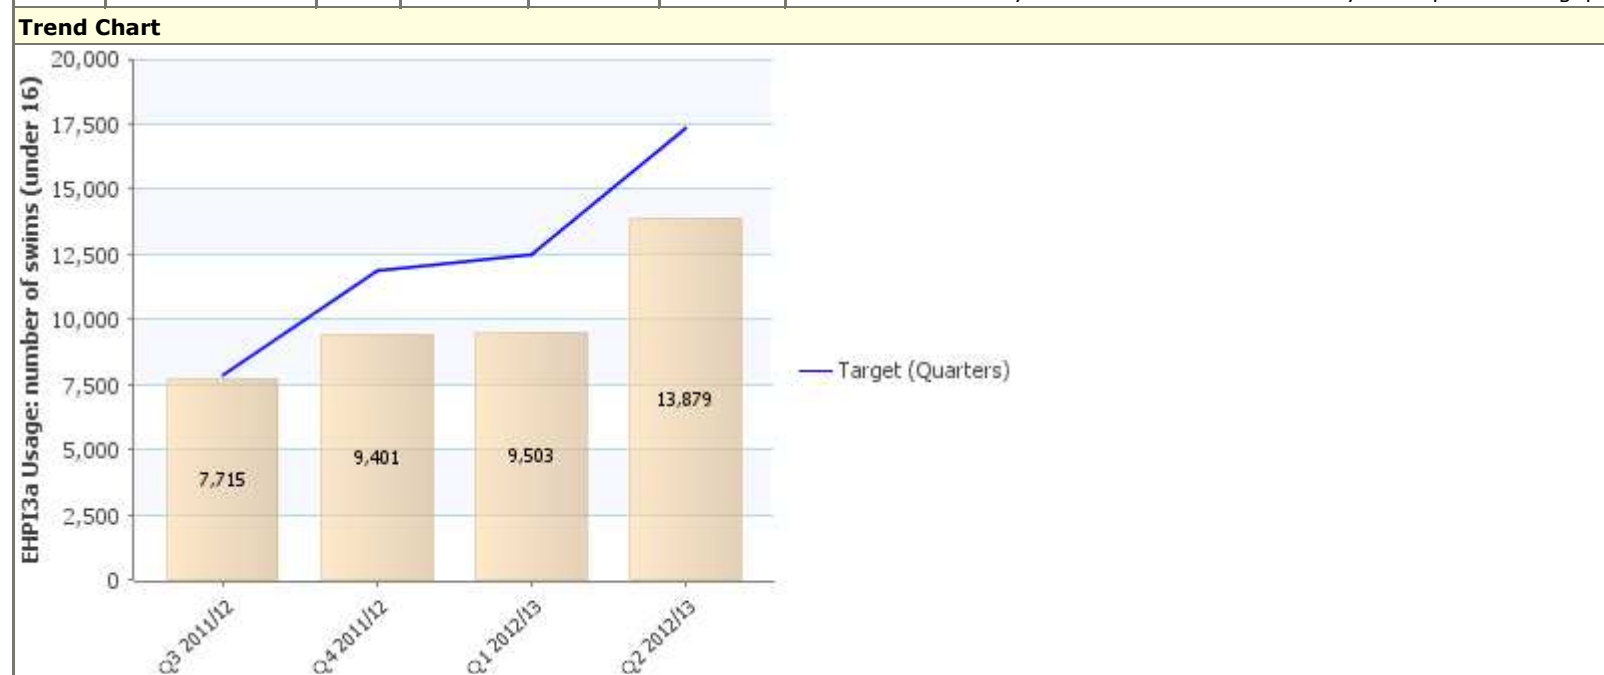 Trend Chart
EHPI3a Usage: number of swims (under 16)
20,000
17,500
15,000
12,500
10,000
7,500
5,000
2,500
0
7,715
9,401
9,503
13,879
Q3 2011/12
Q4 2011/12
Q1 2012/13
Q2 2012/13
Target (Quarters)